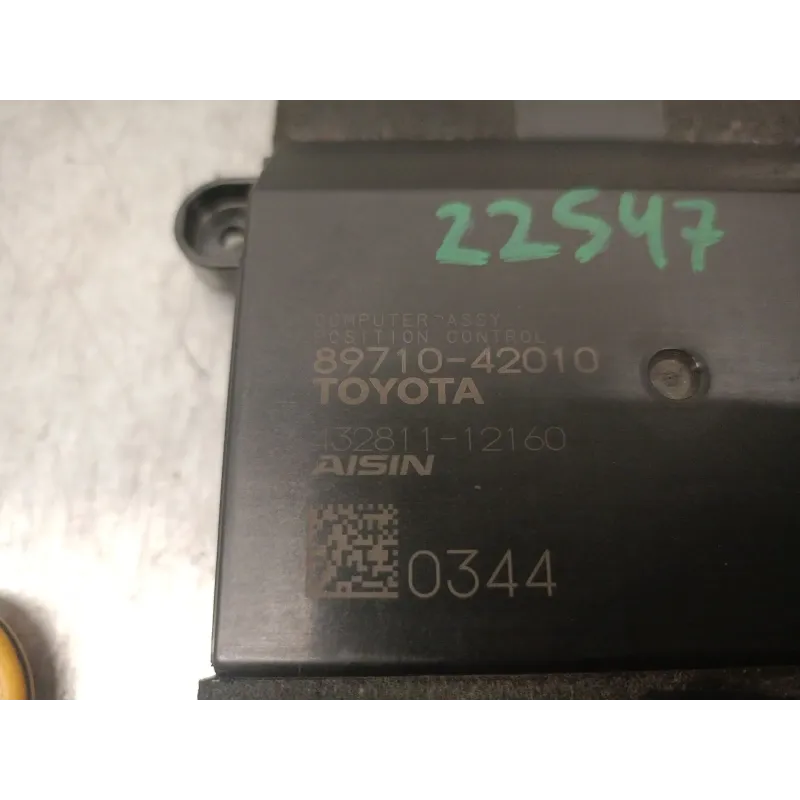 22547
COMPUTER ASSY
POSITION CONTROL
89710-42010
TOYOTA
132811-12160
AISIN
0344